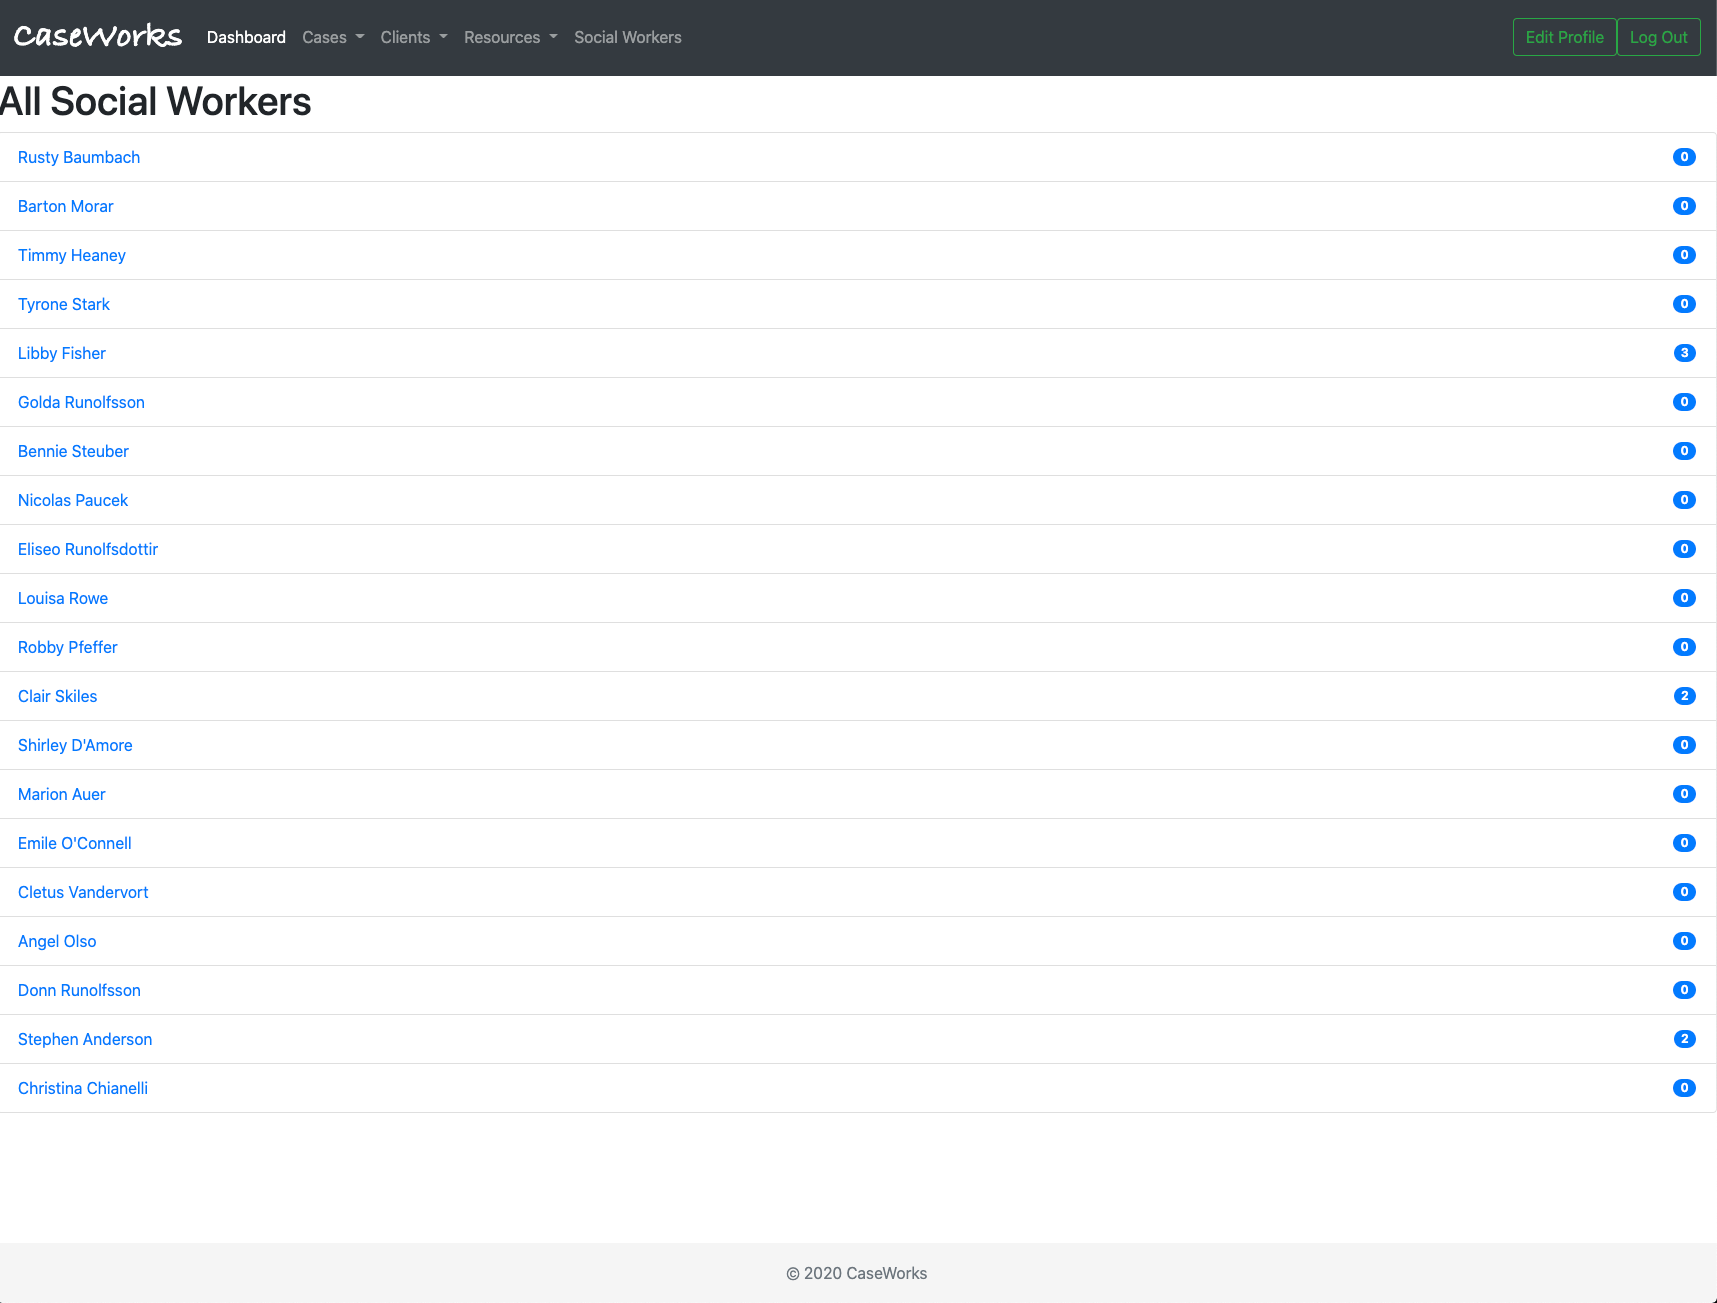 CaseWorks Dashboard Cases Clients Resources Social Workers Edit Profile Log Out
All Social Workers
Rusty Baumbach 0
Barton Morar 0
Timmy Heaney 0
Tyrone Stark 0
Libby Fisher 3
Golda Runolfsson 0
Bennie Steuber 0
Nicolas Paucek 0
Eliseo Runolfsdottir 0
Louisa Rowe 0
Robby Pfeffer 0
Clair Skiles 2
Shirley D'Amore 0
Marion Auer 0
Emile O'Connell 0
Cletus Vandervort 0
Angel Olso 0
Donn Runolfsson 0
Stephen Anderson 2
Christina Chianelli 0
© 2020 CaseWorks